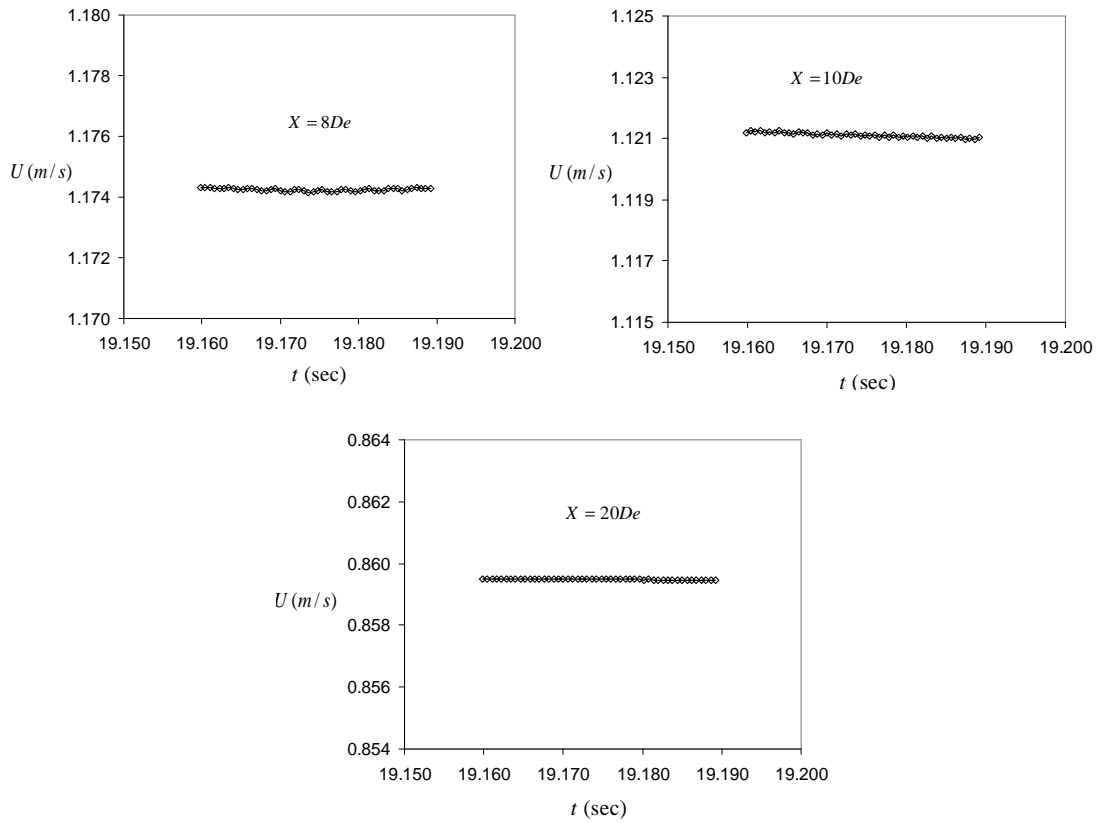 1.180
1.178
1.176
1.174
1.172
1.170
U (m/s)
X = 8De
19.150 19.160 19.170 19.180 19.190 19.200
t (sec)
1.125
1.123
1.121
1.119
1.117
1.115
U (m/s)
X = 10De
19.150 19.160 19.170 19.180 19.190 19.200
t (sec)
0.864
0.862
0.860
0.858
0.856
0.854
U (m/s)
X = 20De
19.150 19.160 19.170 19.180 19.190 19.200
t (sec)